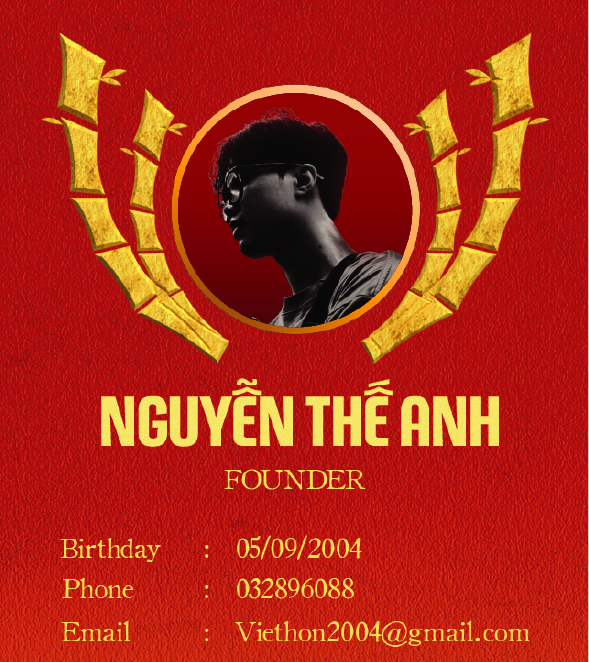 NGUYỄN THẾ ANH
FOUNDER
Birthday : 05/09/2004
Phone : 032896088
Email : Viethon2004@gmail.com